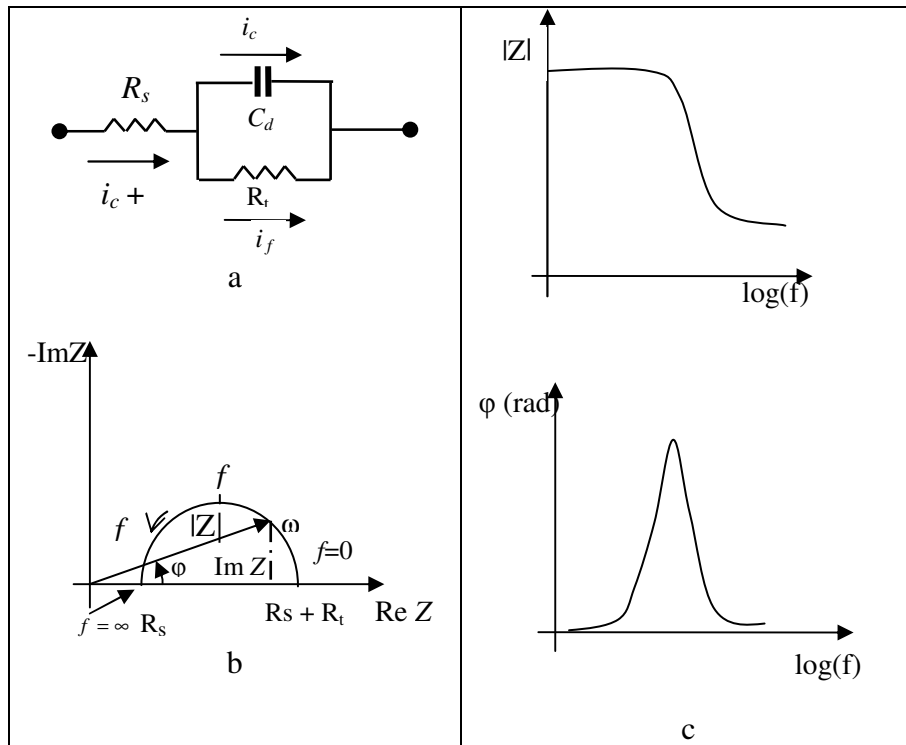 i_c
R_s
C_d
i_c +
R_t
i_f
a
-ImZ
f
f
|Z|
ω
φ
Im Z
f=0
f = ∞
R_s
Rs + R_t
Re Z
b
|Z|
log(f)
φ (rad)
log(f)
c